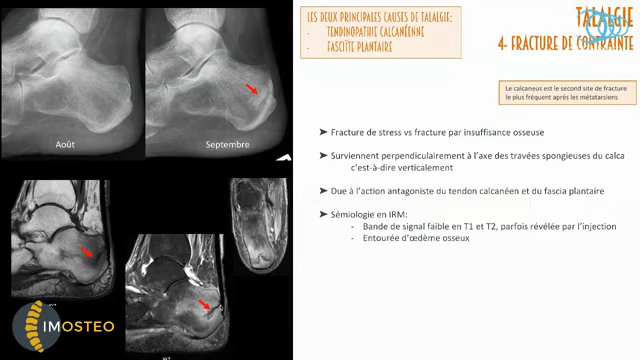 LES DEUX PRINCIPALES CAUSES DE TALALGIE:
- TENDINOPATHIE CALCANÉENNE
- FASCIÏTE PLANTAIRE
TALALGIE
4- FRACTURE DE CONTRAINTE
Le calcaneus est le second site de fracture
le plus fréquent après les métatarsiens
➤ Fracture de stress vs fracture par insuffisance osseuse
➤ Surviennent perpendiculairement à l'axe des travées spongieuses du calca
c'est-à-dire verticalement
➤ Due à l'action antagoniste du tendon calcanéen et du fascia plantaire
➤ Sémiologie en IRM:
- Bande de signal faible en T1 et T2, parfois révélée par l'injection
- Entourée d'œdème osseux
Août
Septembre
IMOSTEO